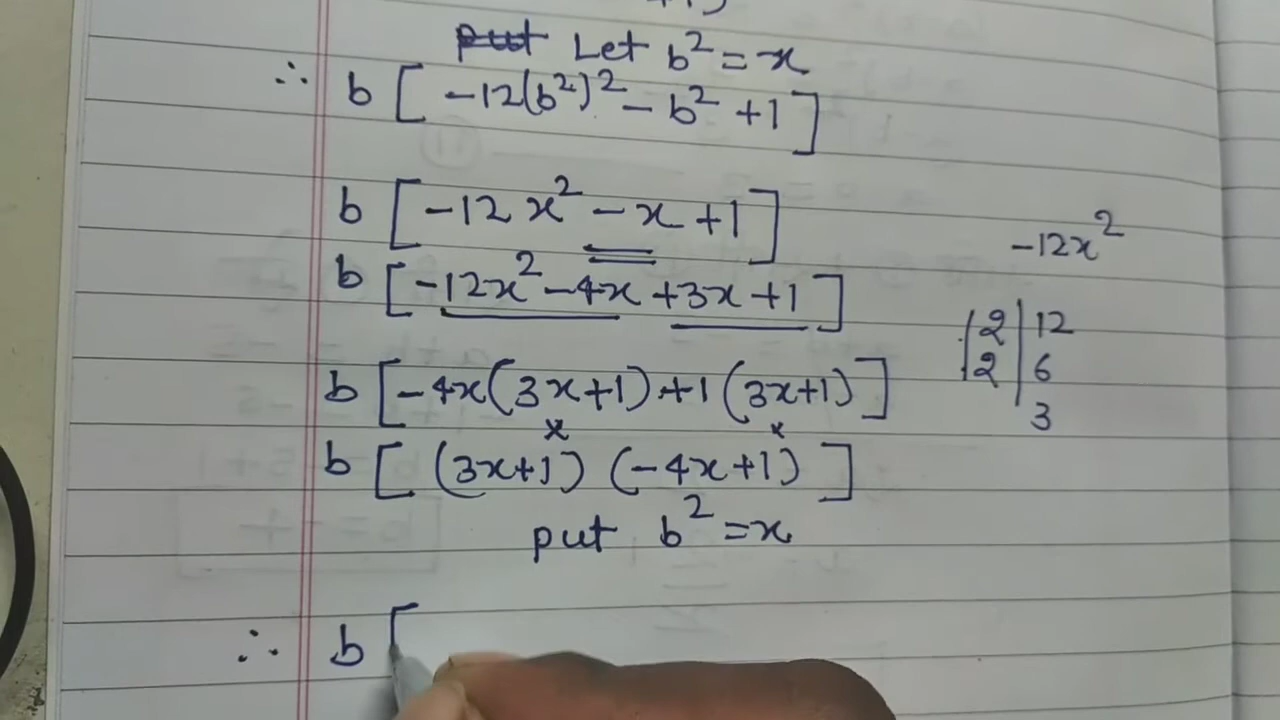 put Let b² = x
∴ b [ -12(b²)² - b² + 1 ]
b [ -12x² - x + 1 ]
b [ -12x² - 4x + 3x + 1 ]
b [ -4x(3x+1) + 1(3x+1) ]
b [ (3x+1) (-4x+1) ]
put b² = x
∴ b [
-12x²
2 | 12
2 | 6
3